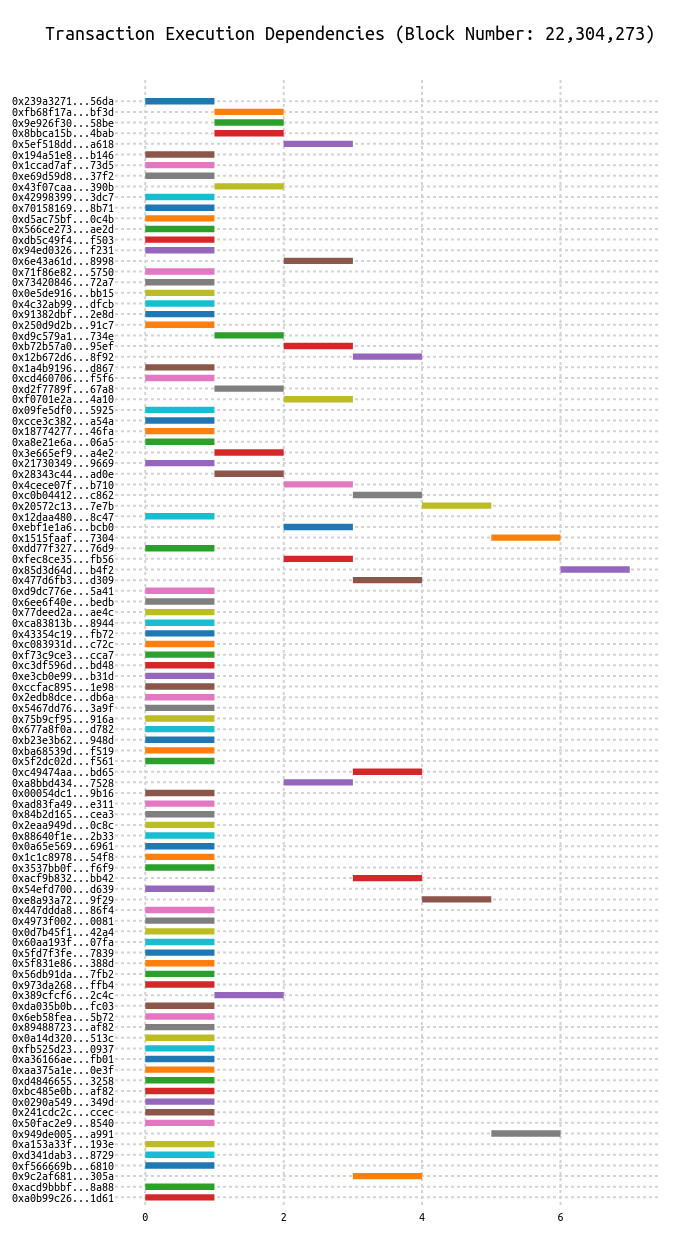 Transaction Execution Dependencies (Block Number: 22,304,273)
0x239a3271...56da
0xfb68f17a...bf3d
0x9e926f30...58be
0x8bbca15b...4bab
0x5ef518dd...a618
0x194a51e8...b146
0x1ccad7af...73d5
0xe69d59d8...37f2
0x43f07caa...390b
0x42998399...3dc7
0x70158169...8b71
0xd5ac75bf...0c4b
0x566ce273...ae2d
0xdb5c49f4...f503
0x94ed0326...f231
0x6e43a61d...8998
0x71f86e82...5750
0x73420846...72a7
0x0e5de916...bb15
0x4c32ab99...dfcb
0x91382dbf...2e8d
0x250d9d2b...91c7
0xd9c579a1...734e
0xb72b57a0...95ef
0x12b672d6...8f92
0x1a4b9196...d867
0xcd460706...f5f6
0xd2f7789f...67a8
0xf0701e2a...4a10
0x09fe5df0...5925
0xcce3c382...a54a
0x18774277...46fa
0xa8e21e6a...06a5
0x3e665ef9...a4e2
0x21730349...9669
0x28343c44...ad0e
0x4cece07f...b710
0xc0b04412...c862
0x20572c13...7e7b
0x12daa480...8c47
0xebf1e1a6...bcb0
0x1515faaf...7304
0xdd77f327...76d9
0xfec8ce35...fb56
0x85d3d64d...b4f2
0x477d6fb3...d309
0xd9dc776e...5a41
0x6ee6f40e...bedb
0x77deed2a...ae4c
0xca83813b...8944
0x43354c19...fb72
0xc083931d...c72c
0xf73c9ce3...cca7
0xc3df596d...bd48
0xe3cb0e99...b31d
0xccfac895...1e98
0x2edb8dce...db6a
0x5467dd76...3a9f
0x75b9cf95...916a
0x677a8f0a...d782
0xb23e3b62...948d
0xba68539d...f519
0x5f2dc02d...f561
0xc49474aa...bd65
0xa8bbd434...7528
0x00054dc1...9b16
0xad83fa49...e311
0x84b2d165...cea3
0x2eaa949d...0c8c
0x88640f1e...2b33
0x0a65e569...6961
0x1c1c8978...54f8
0x3537bb0f...f6f9
0xacf9b832...bb42
0x54efd700...d639
0xe8a93a72...9f29
0x447ddda8...86f4
0x4973f002...0081
0x0d7b45f1...42a4
0x60aa193f...07fa
0x5fd7f3fe...7839
0x5f831e86...388d
0x56db91da...7fb2
0x973da268...ffb4
0x389cfcf6...2c4c
0xda035b0b...fc03
0x6eb58fea...5b72
0x89488723...af82
0x0a14d320...513c
0xfb525d23...0937
0xa36166ae...fb01
0xaa375a1e...0e3f
0xd4846655...3258
0xbc485e0b...af82
0x0290a549...349d
0x241cdc2c...ccec
0x50fac2e9...8540
0x949de005...a991
0xa153a33f...193e
0xd341dab3...8729
0xf566669b...6810
0x9c2af681...305a
0xacd9bbbf...8a88
0xa0b99c26...1d61
0 2 4 6